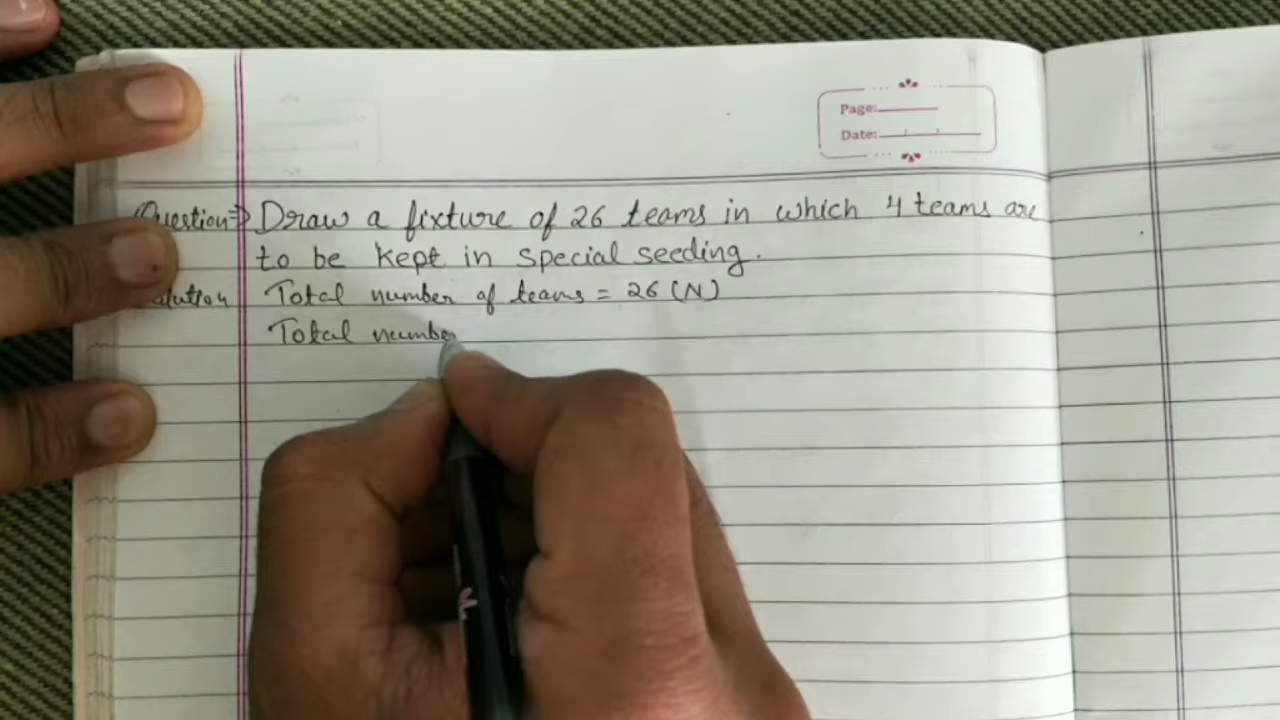 Page:
Date:
Question⇒ Draw a fixture of 26 teams in which 4 teams are
to be kept in special seeding.
Total number of teams = 26 (N)
Total number